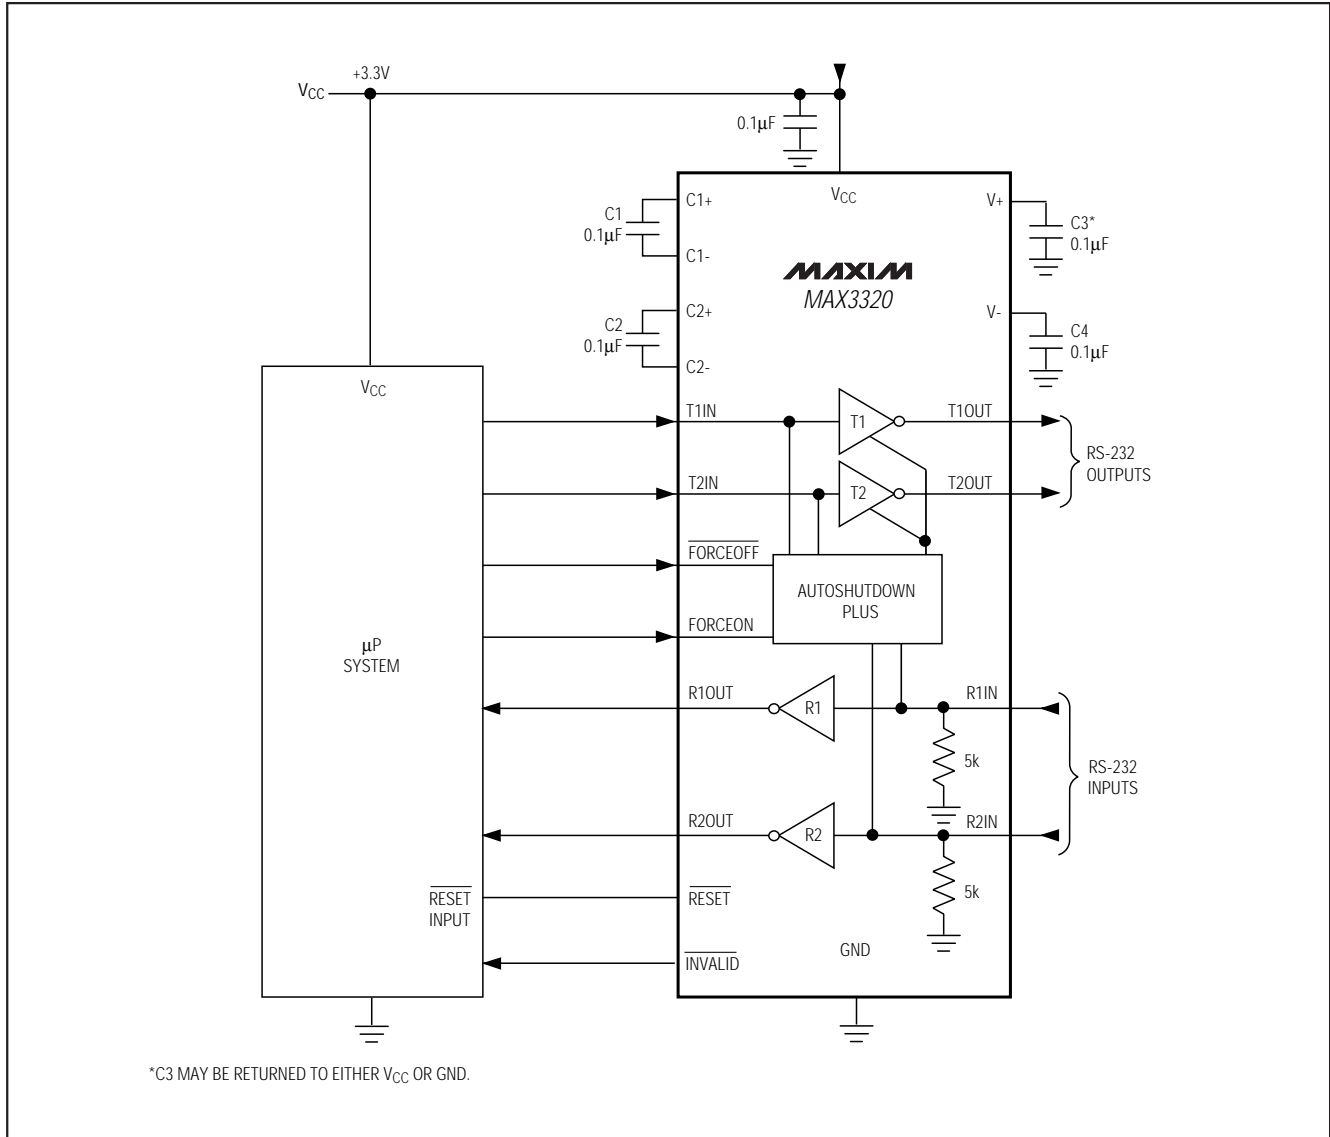 +3.3V
VCC
0.1µF
VCC
C1+
V+
C1
0.1µF
C3*
0.1µF
C1-
MAXIM
MAX3320
C2+
V-
C2
0.1µF
C4
0.1µF
C2-
VCC
T1IN
T1
T1OUT
RS-232
OUTPUTS
T2IN
T2
T2OUT
FORCEOFF
AUTOSHUTDOWN
PLUS
FORCEON
µP
SYSTEM
R1OUT
R1
R1IN
5k
RS-232
INPUTS
R2OUT
R2
R2IN
5k
RESET
INPUT
RESET
GND
INVALID
*C3 MAY BE RETURNED TO EITHER VCC OR GND.